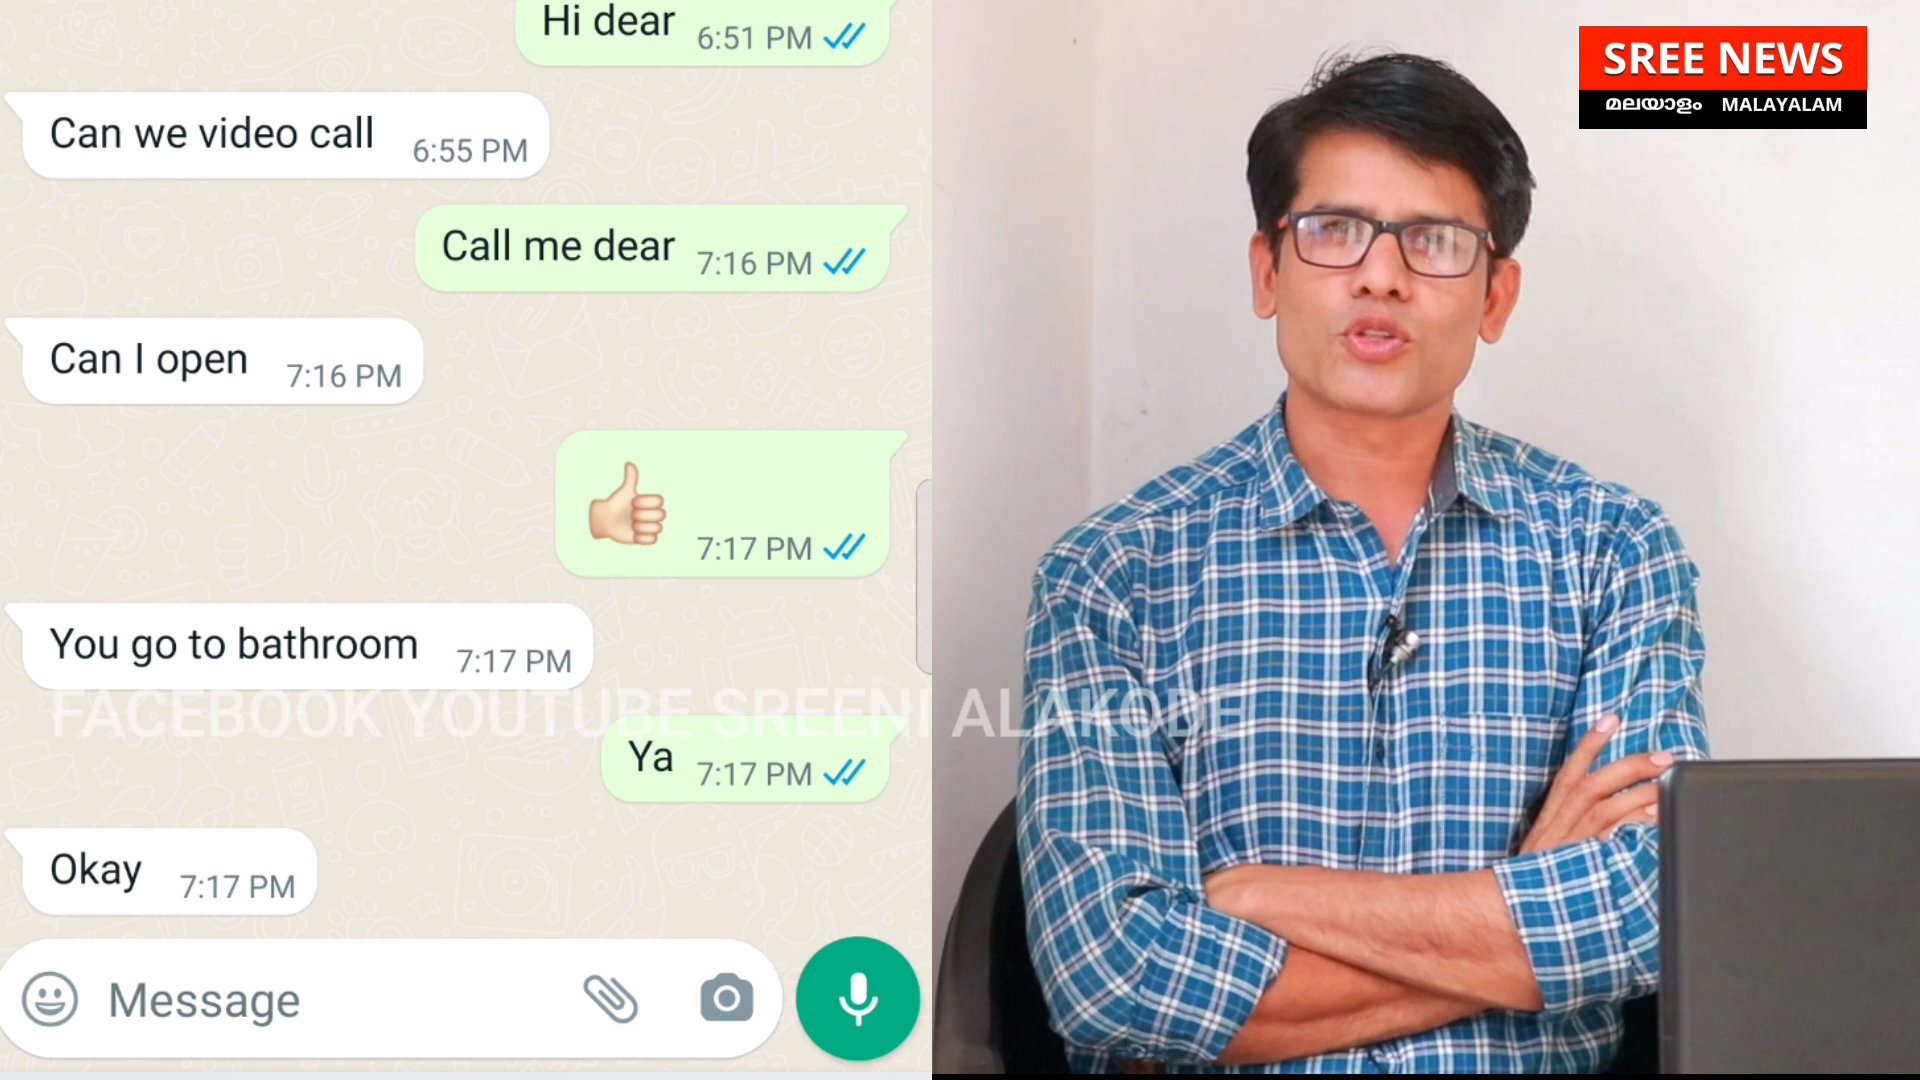 Hi dear 6:51 PM
Can we video call 6:55 PM
Call me dear 7:16 PM
Can I open 7:16 PM
7:17 PM
You go to bathroom 7:17 PM
Ya 7:17 PM
Okay 7:17 PM
Message
FACEBOOK YOUTUBE SREENI ALAKODE
SREE NEWS
മലയാളം MALAYALAM